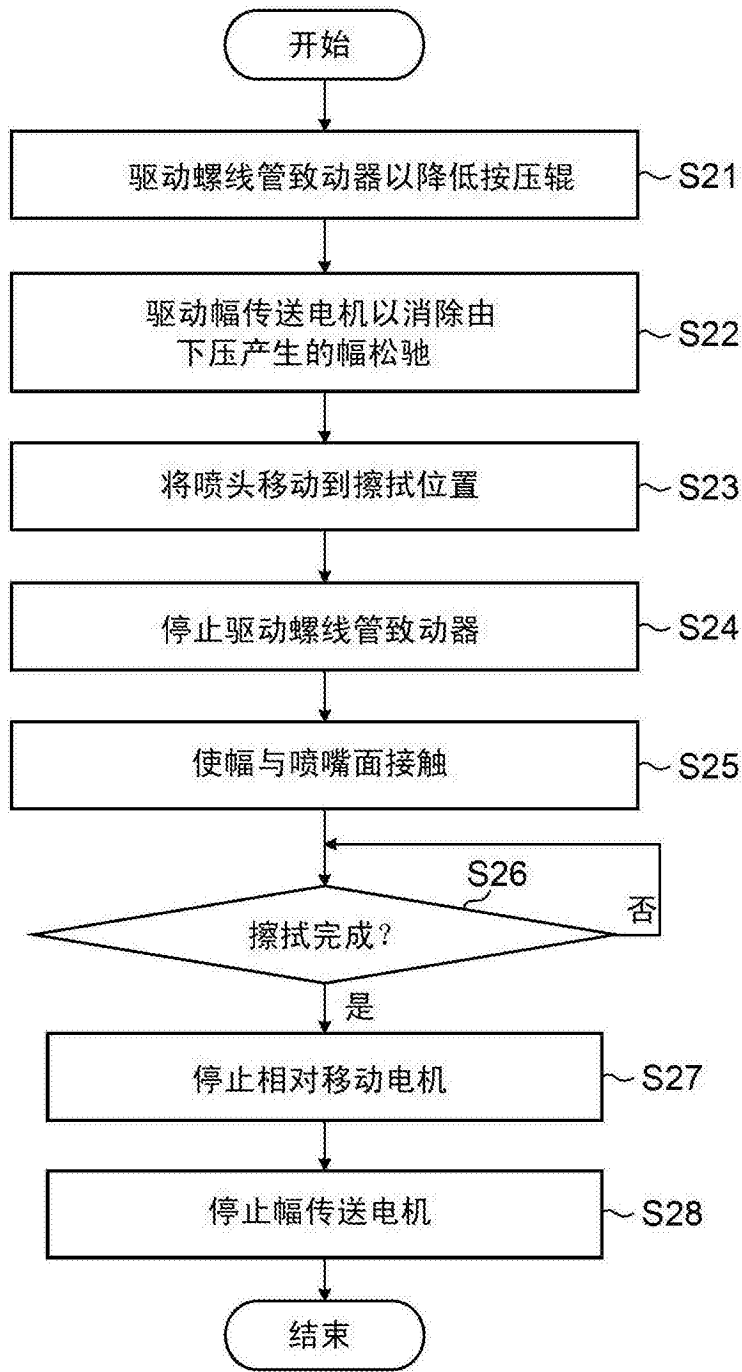 开始
驱动螺线管致动器以降低按压辊
S21
驱动幅传送电机以消除由
下压产生的幅松驰
S22
将喷头移动到擦拭位置
S23
停止驱动螺线管致动器
S24
使幅与喷嘴面接触
S25
S26
擦拭完成？
否
是
停止相对移动电机
S27
停止幅传送电机
S28
结束